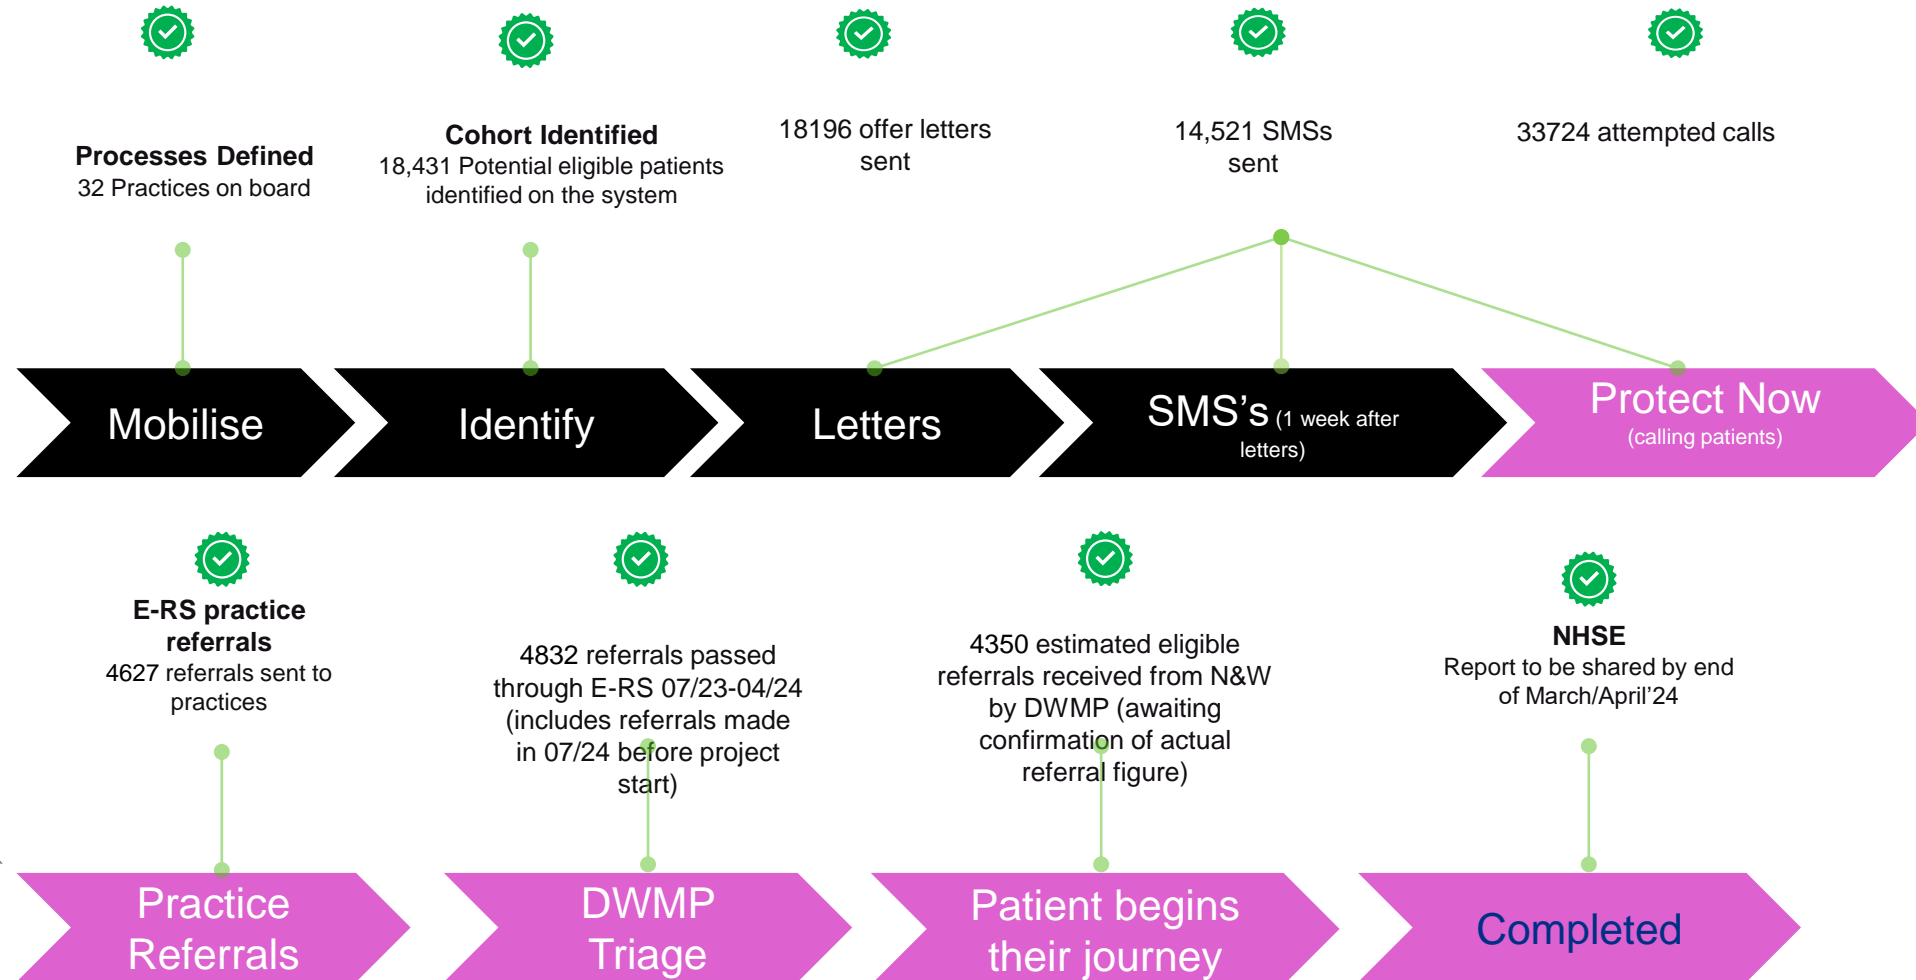 Processes Defined
32 Practices on board
Cohort Identified
18,431 Potential eligible patients
identified on the system
18196 offer letters
sent
14,521 SMSs
sent
33724 attempted calls
Mobilise
Identify
Letters
SMS's (1 week after
letters)
Protect Now
(calling patients)
E-RS practice
referrals
4627 referrals sent to
practices
4832 referrals passed
through E-RS 07/23-04/24
(includes referrals made
in 07/24 before project
start)
4350 estimated eligible
referrals received from N&W
by DWMP (awaiting
confirmation of actual
referral figure)
NHSE
Report to be shared by end
of March/April’24
Practice
Referrals
DWMP
Triage
Patient begins
their journey
Completed